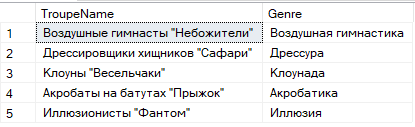 TroupeName Genre
1 Воздушные гимнасты "Небожители" Воздушная гимнастика
2 Дрессировщики хищников "Сафари" Дрессура
3 Клоуны "Весельчаки" Клоунада
4 Акробаты на батутах "Прыжок" Акробатика
5 Иллюзионисты "Фантом" Иллюзия